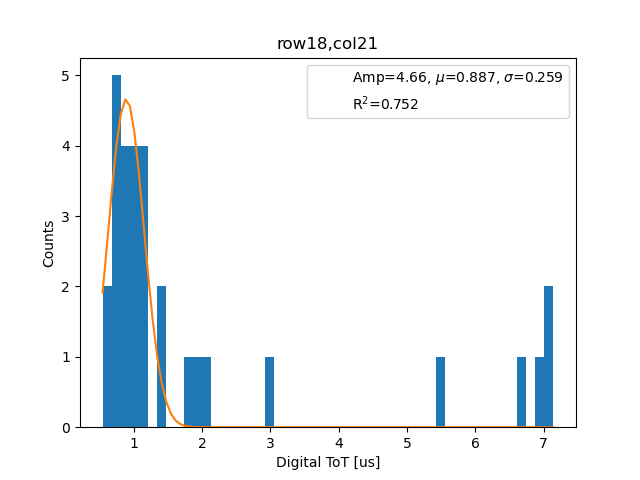 row18,col21
Amp=4.66, μ=0.887, σ=0.259
R²=0.752
Counts
5
4
3
2
1
0
1 2 3 4 5 6 7
Digital ToT [us]